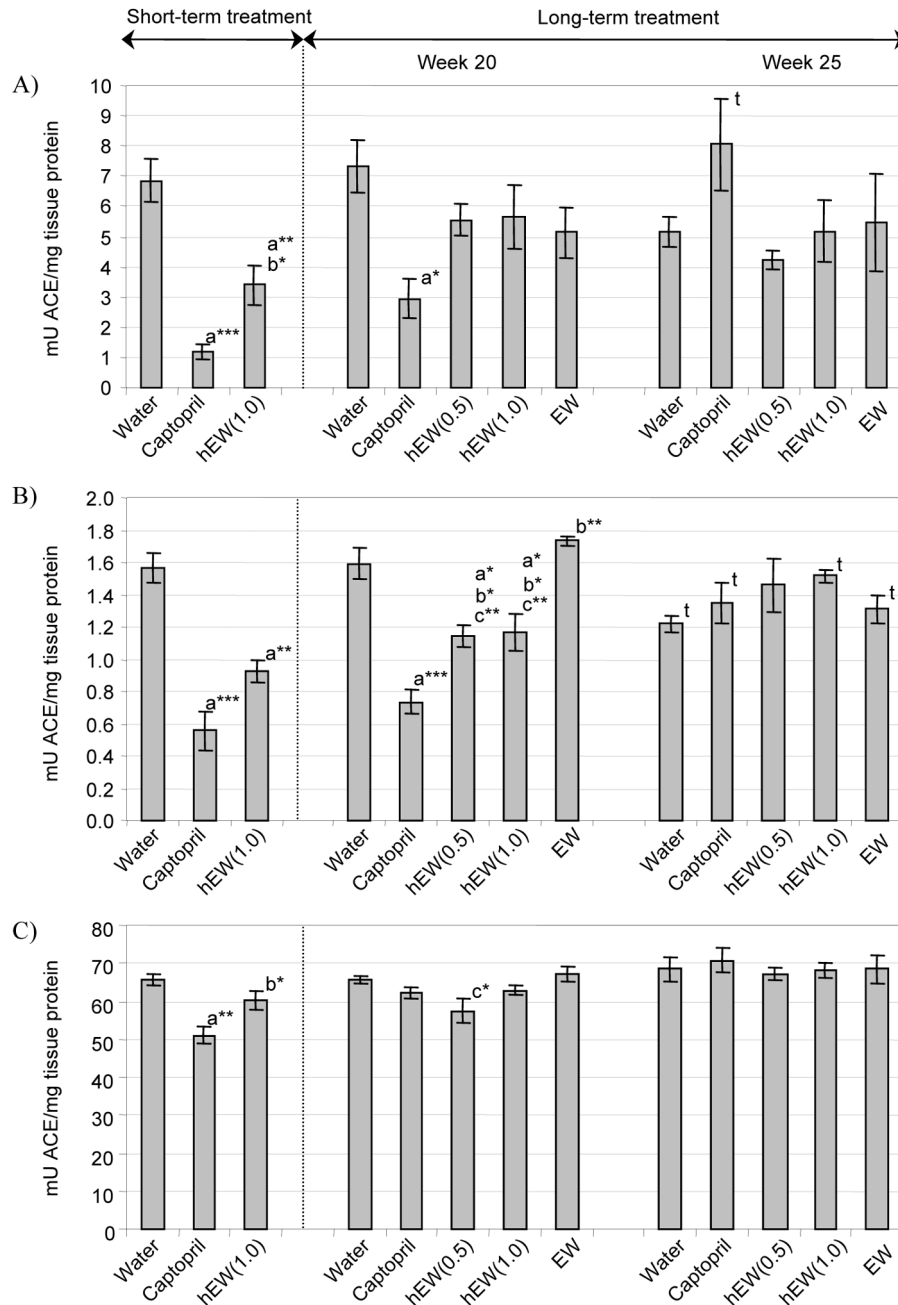 Short-term treatment Long-term treatment
Week 20 Week 25
A)
mU ACE/mg tissue protein
10
9
8
7
6
5
4
3
2
1
0
a***
a**
b*
a*
t
Water Captopril hEW(1.0) Water Captopril hEW(0.5) hEW(1.0) EW Water Captopril hEW(0.5) hEW(1.0) EW
B)
mU ACE/mg tissue protein
2.0
1.8
1.6
1.4
1.2
1.0
0.8
0.6
0.4
0.2
0.0
a***
a**
a***
a*
b*
c**
a*
b*
c**
b**
t
t
t
t
Water Captopril hEW(1.0) Water Captopril hEW(0.5) hEW(1.0) EW Water Captopril hEW(0.5) hEW(1.0) EW
C)
mU ACE/mg tissue protein
80
70
60
50
40
30
20
10
0
a**
b*
c*
Water Captopril hEW(1.0) Water Captopril hEW(0.5) hEW(1.0) EW Water Captopril hEW(0.5) hEW(1.0) EW